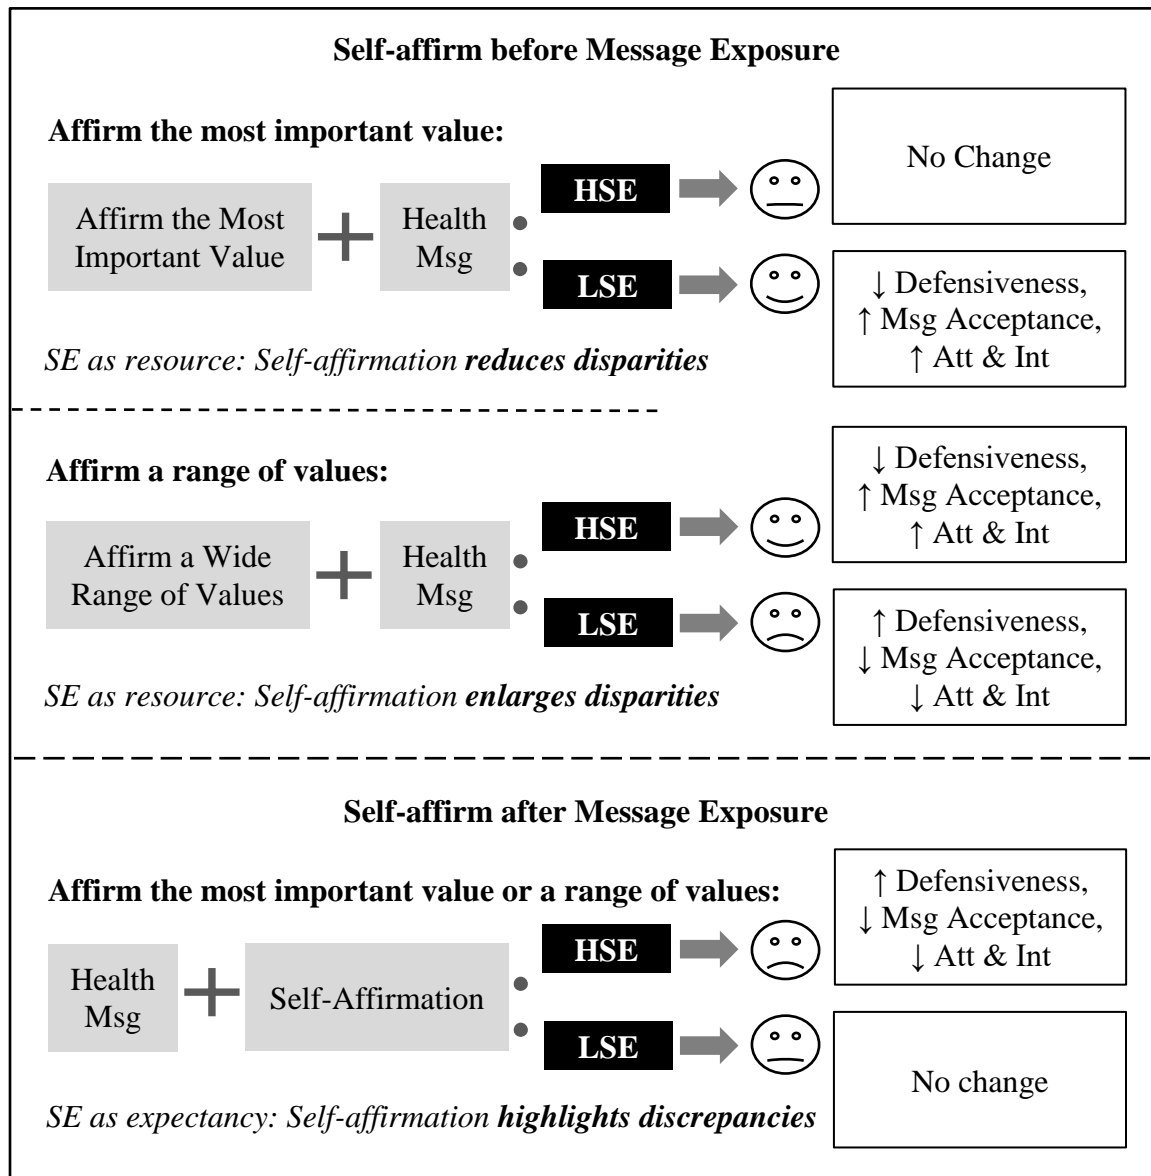 Self-affirm before Message Exposure
Affirm the most important value:
Affirm the Most
Important Value
+
Health
Msg
HSE
No Change
LSE
↓ Defensiveness,
↑ Msg Acceptance,
↑ Att & Int
SE as resource: Self-affirmation reduces disparities
Affirm a range of values:
Affirm a Wide
Range of Values
+
Health
Msg
HSE
↓ Defensiveness,
↑ Msg Acceptance,
↑ Att & Int
LSE
↑ Defensiveness,
↓ Msg Acceptance,
↓ Att & Int
SE as resource: Self-affirmation enlarges disparities
Self-affirm after Message Exposure
Affirm the most important value or a range of values:
Health
Msg
+
Self-Affirmation
HSE
↑ Defensiveness,
↓ Msg Acceptance,
↓ Att & Int
LSE
No change
SE as expectancy: Self-affirmation highlights discrepancies